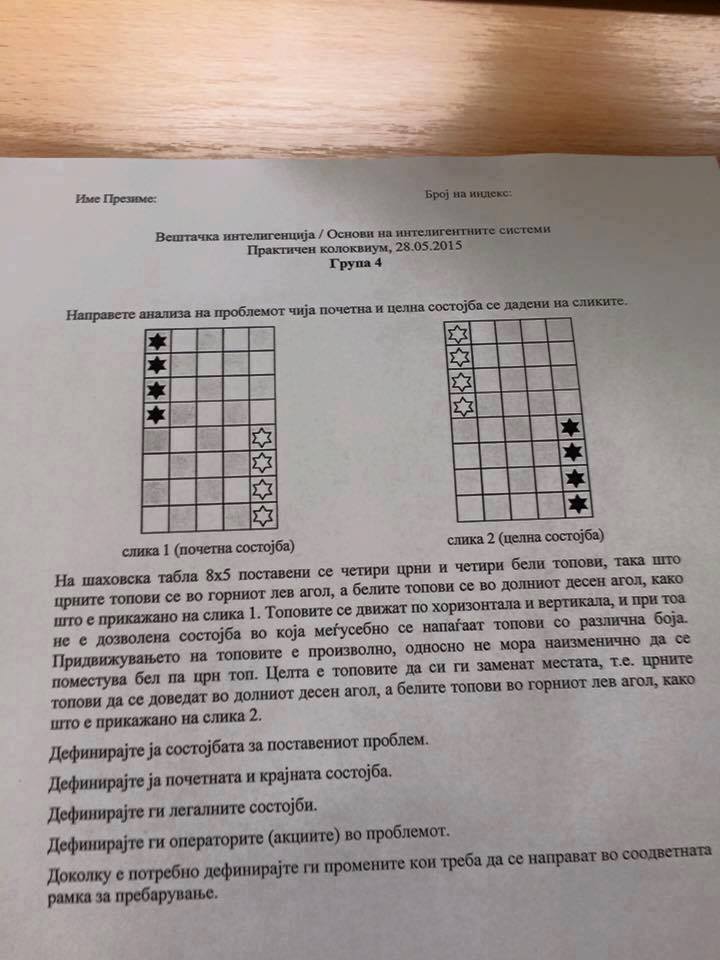 Име Презиме:
Број на индекс:
Вештачка интелигенција / Основи на интелигентните системи
Практичен колоквиум, 28.05.2015
Група 4
Направете анализа на проблемот чија почетна и целна состојба се дадени на сликите.
слика 1 (почетна состојба)
слика 2 (целна состојба)
На шаховска табла 8x5 поставени се четири црни и четири бели топови, така што
црните топови се во горниот лев агол, а белите топови се во долниот десен агол, како
што е прикажано на слика 1. Топовите се движат по хоризонтала и вертикала, и при тоа
не е дозволена состојба во која меѓусебно се напаѓаат топови со различна боја.
Придвижувањето на топовите е произволно, односно не мора наизменично да се
поместува бел па црн топ. Целта е топовите да си ги заменат местата, т.е. црните
топови да се доведат во долниот десен агол, а белите топови во горниот лев агол, како
што е прикажано на слика 2.
Дефинирајте ја состојбата за поставениот проблем.
Дефинирајте ја почетната и крајната состојба.
Дефинирајте ги легалните состојби.
Дефинирајте ги операторите (акциите) во проблемот.
Доколку е потребно дефинирајте ги промените кои треба да се направат во соодветната
рамка за пребарување.